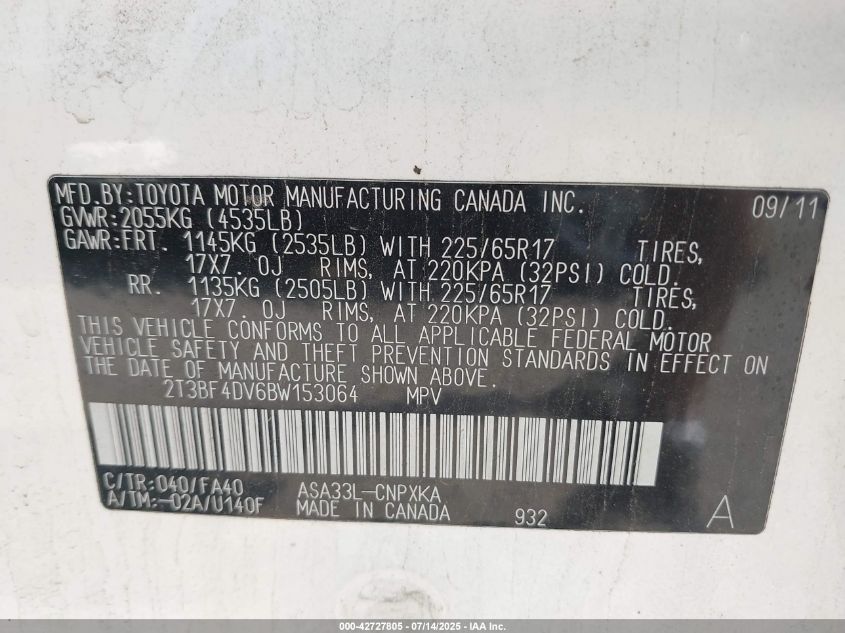 MFD.BY:TOYOTA MOTOR MANUFACTURING CANADA INC. 09/11
GVWR:2055KG (4535LB)
GAWR:FRT. 1145KG (2535LB) WITH 225/65R17 TIRES,
17X7.0J RIMS, AT 220KPA (32PSI) COLD.
RR. 1135KG (2505LB) WITH 225/65R17 TIRES,
17X7.0J RIMS, AT 220KPA (32PSI) COLD.
THIS VEHICLE CONFORMS TO ALL APPLICABLE FEDERAL MOTOR
VEHICLE SAFETY AND THEFT PREVENTION STANDARDS IN EFFECT ON
THE DATE OF MANUFACTURE SHOWN ABOVE.
2T3BF4DV6BW153064 MPV
C/TR:040/FA40 ASA33L-CNPXKA
A/TM:-02A/U140F MADE IN CANADA 932 A
000-42727805 - 07/14/2025 - IAA Inc.